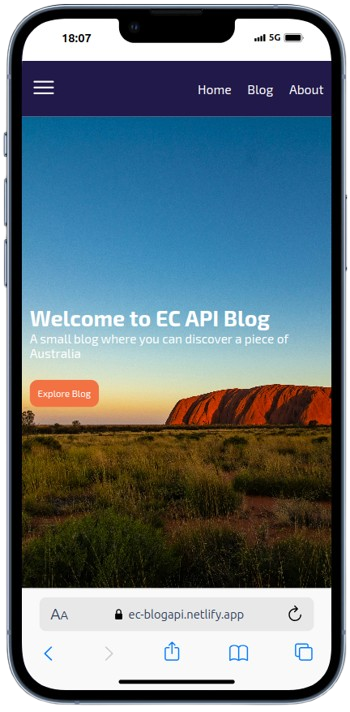 18:07
5G
Home Blog About
Welcome to EC API Blog
A small blog where you can discover a piece of
Australia
Explore Blog
AA
ec-blogapi.netlify.app